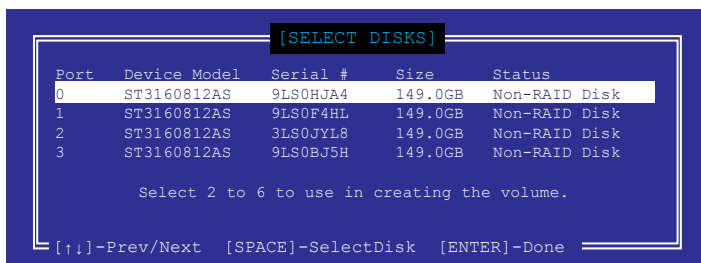 [SELECT DISKS]
Port Device Model Serial # Size Status
0 ST3160812AS 9LS0HJA4 149.0GB Non-RAID Disk
1 ST3160812AS 9LS0F4HL 149.0GB Non-RAID Disk
2 ST3160812AS 3LS0JYL8 149.0GB Non-RAID Disk
3 ST3160812AS 9LS0BJ5H 149.0GB Non-RAID Disk
Select 2 to 6 to use in creating the volume.
[↑↓]-Prev/Next [SPACE]-SelectDisk [ENTER]-Done